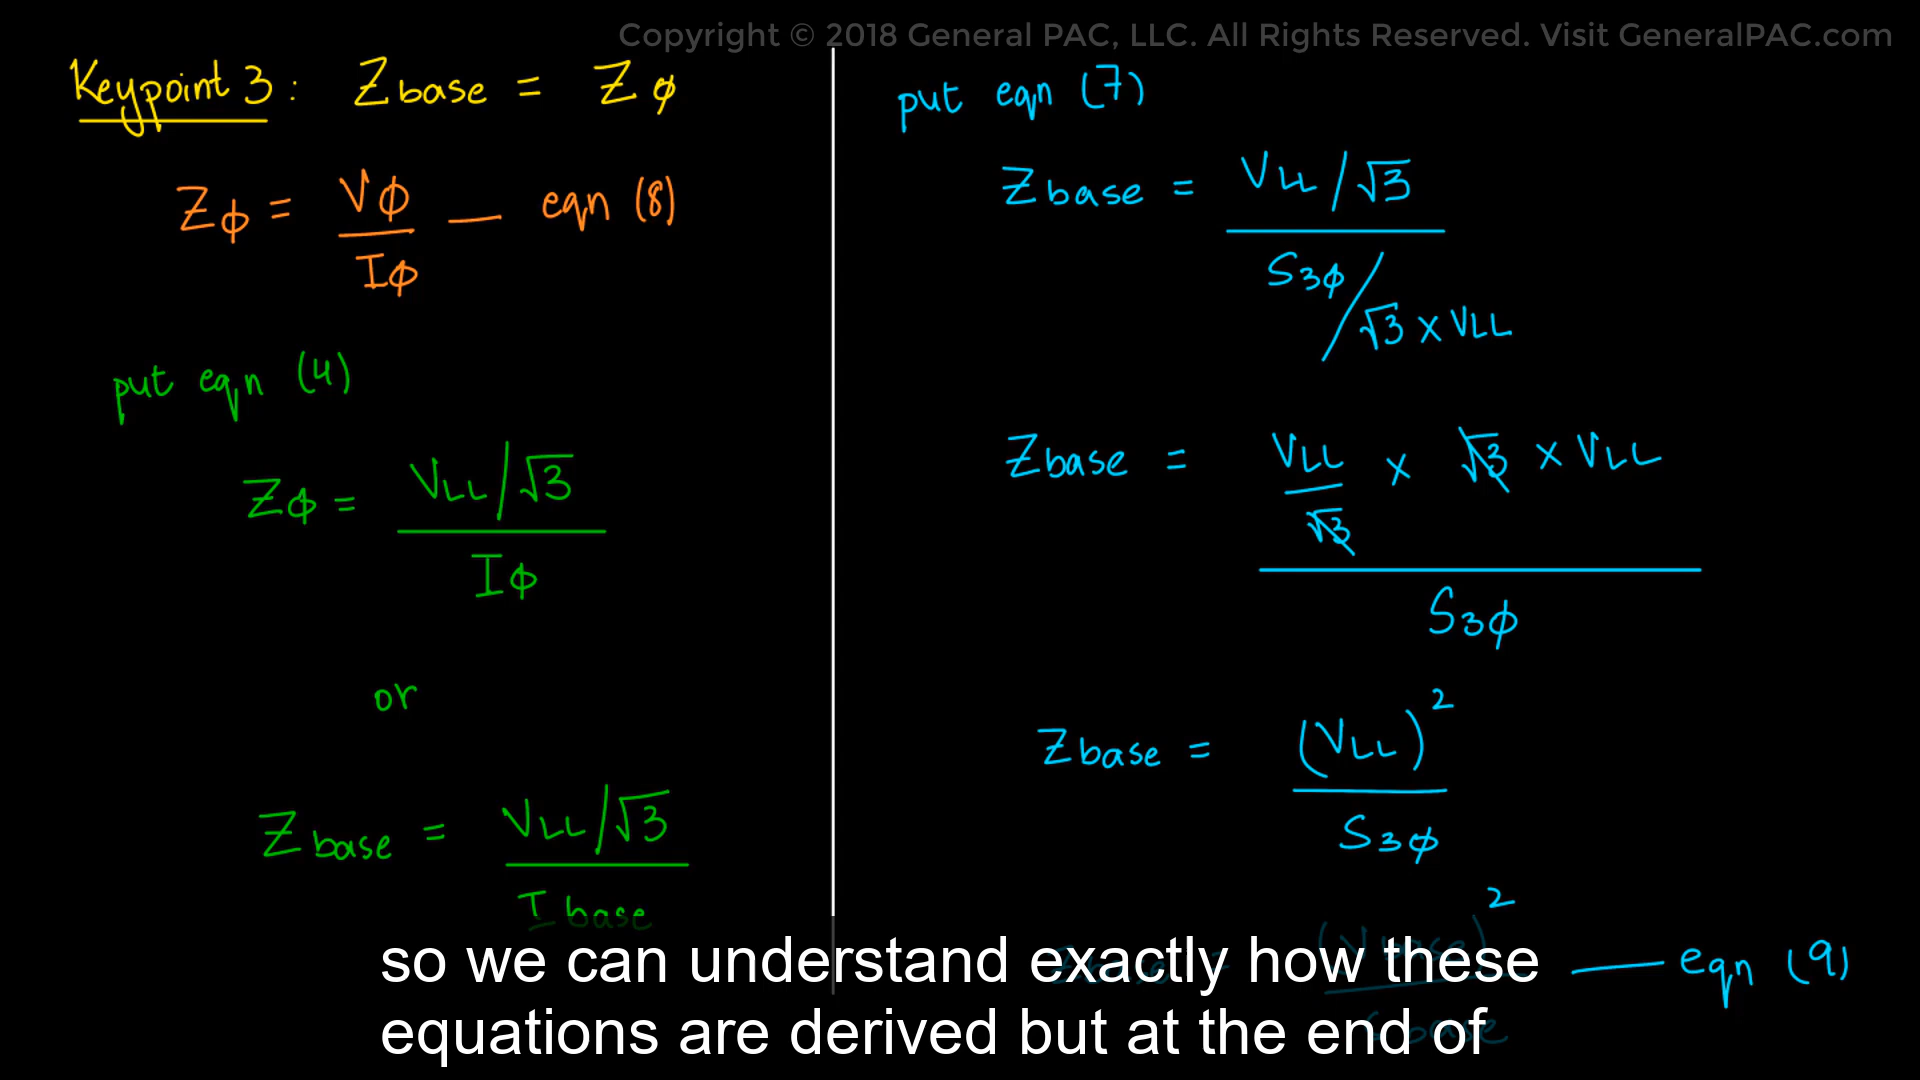 Copyright © 2018 General PAC, LLC. All Rights Reserved. Visit GeneralPAC.com
Keypoint 3 : Zbase = Zϕ
Zϕ = Vϕ / Iϕ — eqn (8)
put eqn (4)
Zϕ = VLL/√3 / Iϕ
or
Zbase = VLL/√3 / Ibase
put eqn (7)
Zbase = VLL/√3 / S3ϕ/√3 x VLL
Zbase = VLL/√3 x √3 x VLL / S3ϕ
Zbase = (VLL)² / S3ϕ
Zbase = (Vbase)² / Sbase — eqn (9)
so we can understand exactly how these
equations are derived but at the end of